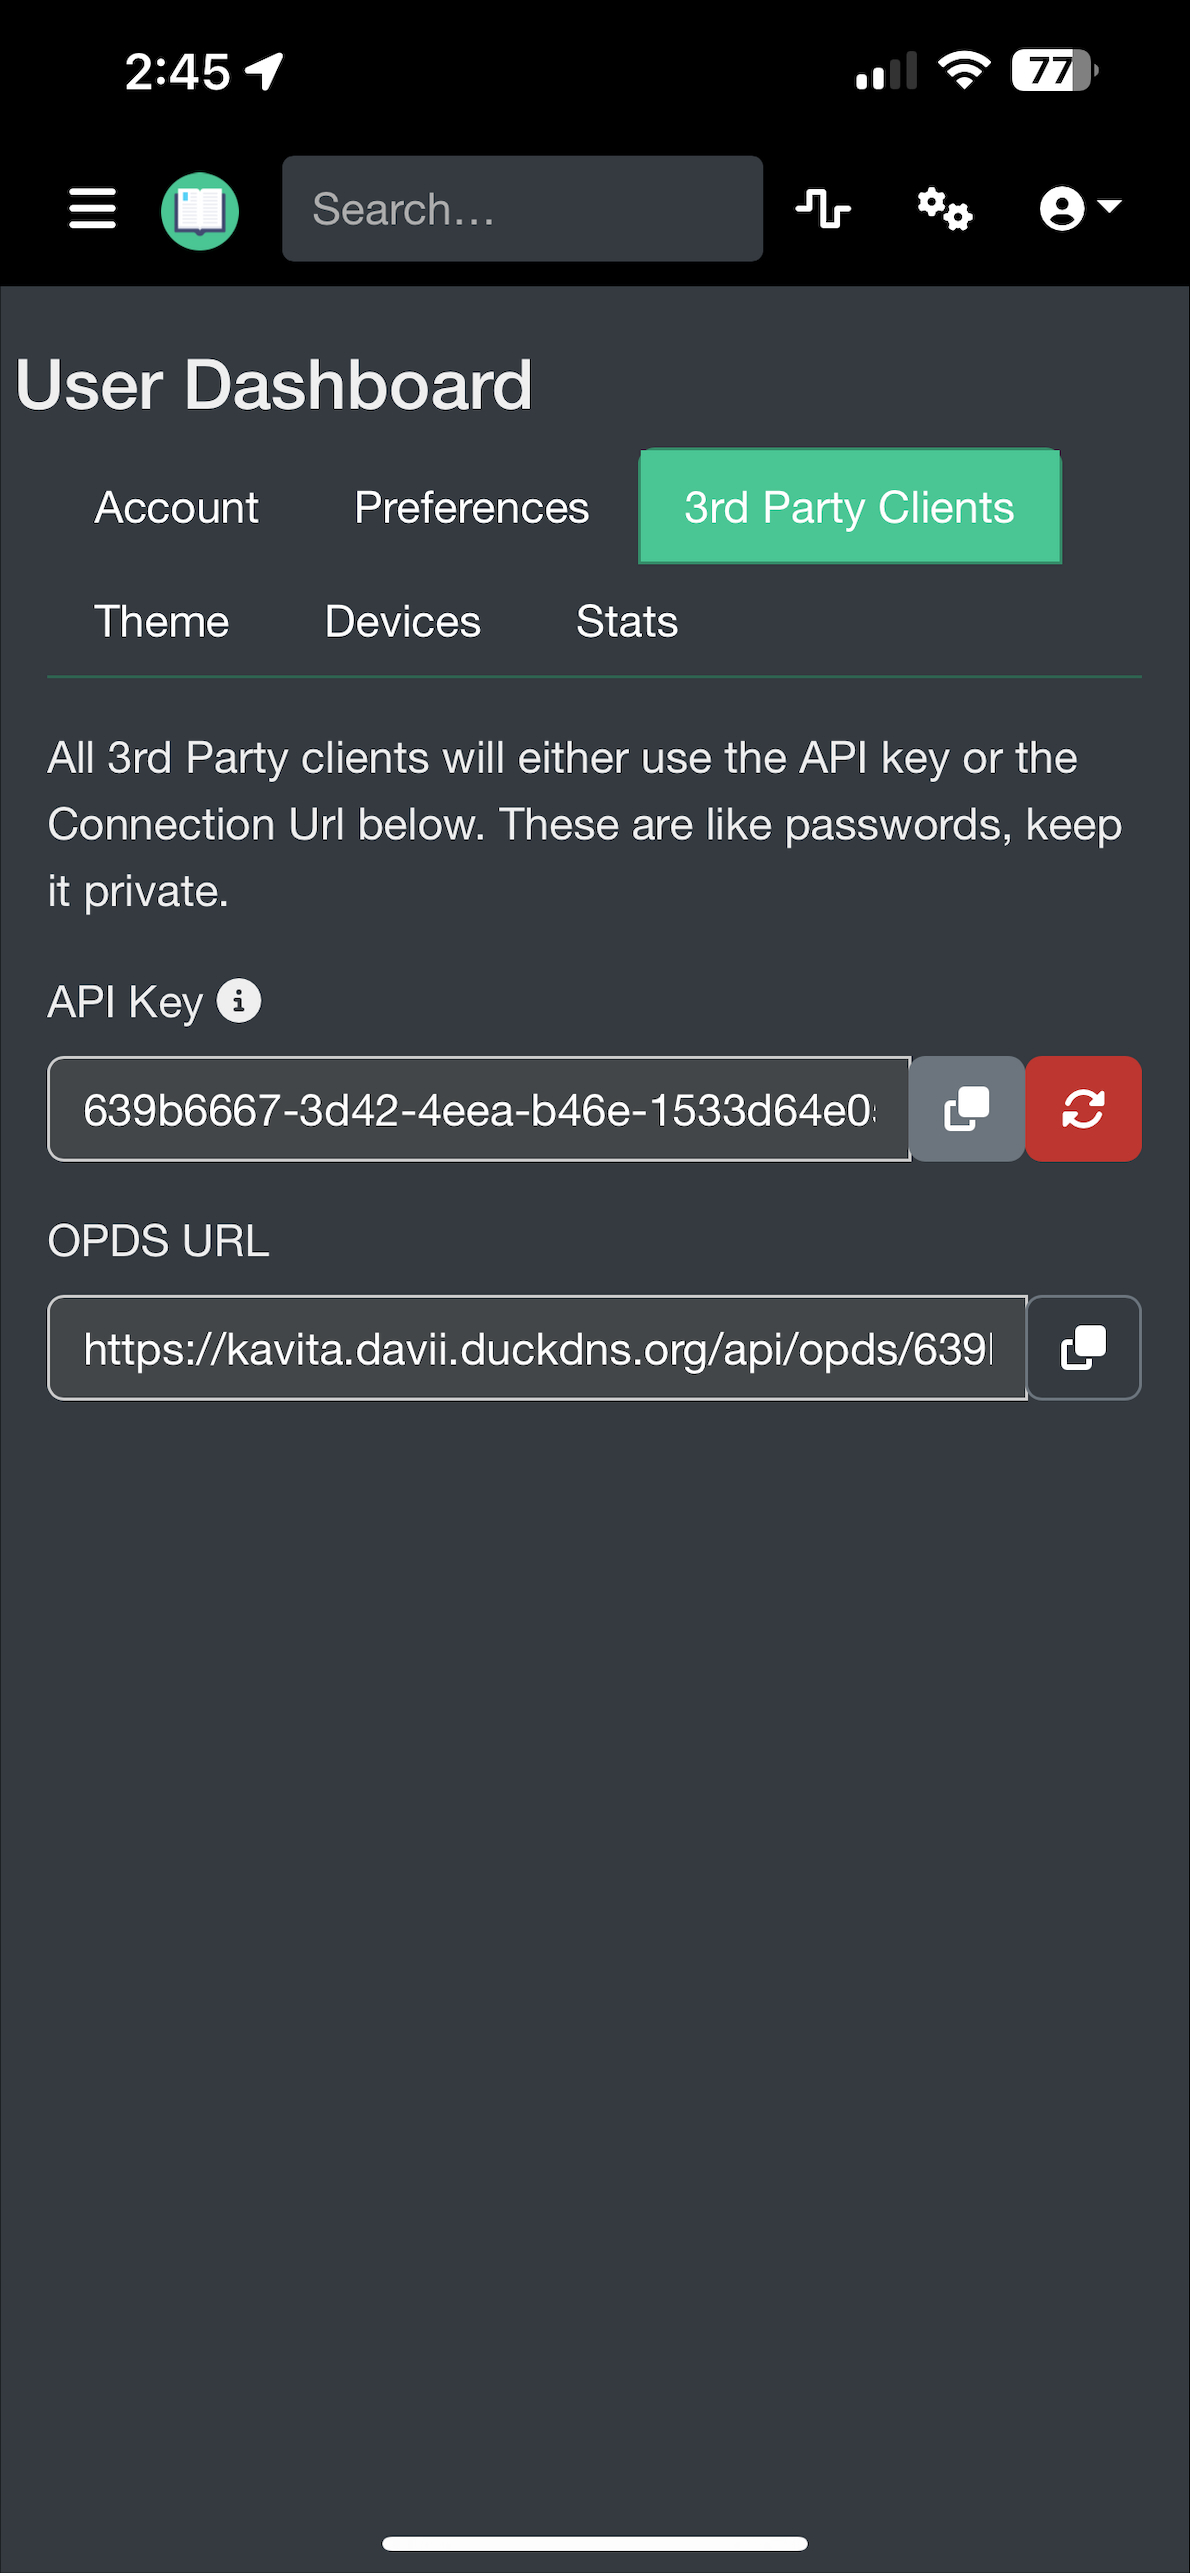 2:45
77
Search...
User Dashboard
Account Preferences 3rd Party Clients
Theme Devices Stats
All 3rd Party clients will either use the API key or the
Connection Url below. These are like passwords, keep
it private.
API Key
639b6667-3d42-4eea-b46e-1533d64e0
OPDS URL
https://kavita.davii.duckdns.org/api/opds/639